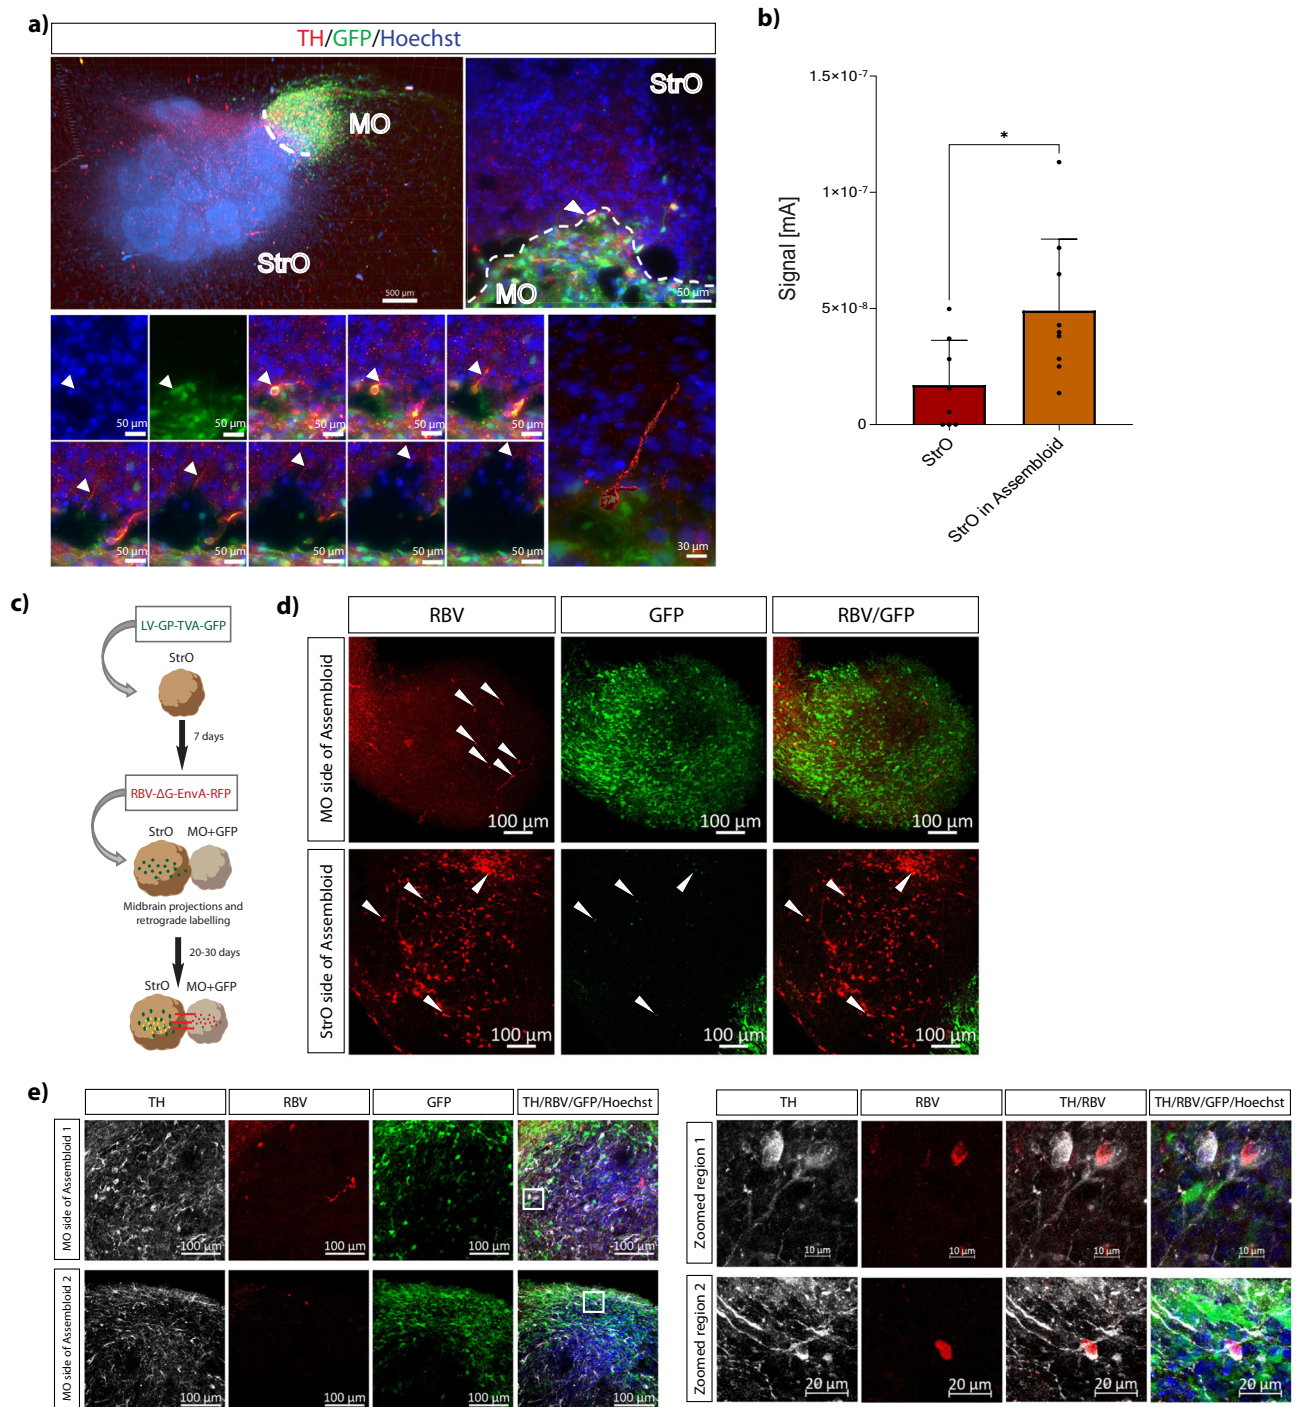 a)
TH/GFP/Hoechst
MO
StrO
500 µm
StrO
MO
50 µm
50 µm
50 µm
50 µm
50 µm
50 µm
50 µm
50 µm
50 µm
50 µm
50 µm
30 µm
b)
1.5×10⁻⁷
1×10⁻⁷
5×10⁻⁸
0
Signal [mA]
*
StrO
StrO in Assembloid
c)
LV-GP-TVA-GFP
StrO
7 days
RBV-ΔG-EnvA-RFP
StrO MO+GFP
Midbrain projections and
retrograde labelling
20-30 days
StrO MO+GFP
d)
RBV GFP RBV/GFP
MO side of Assembloid
100 µm 100 µm 100 µm
StrO side of Assembloid
100 µm 100 µm 100 µm
e)
TH RBV GFP TH/RBV/GFP/Hoechst
MO side of Assembloid 1
100 µm 100 µm 100 µm 100 µm
MO side of Assembloid 2
100 µm 100 µm 100 µm 100 µm
TH RBV TH/RBV TH/RBV/GFP/Hoechst
Zoomed region 1
10 µm 10 µm 10 µm 10 µm
Zoomed region 2
20 µm 20 µm 20 µm 20 µm